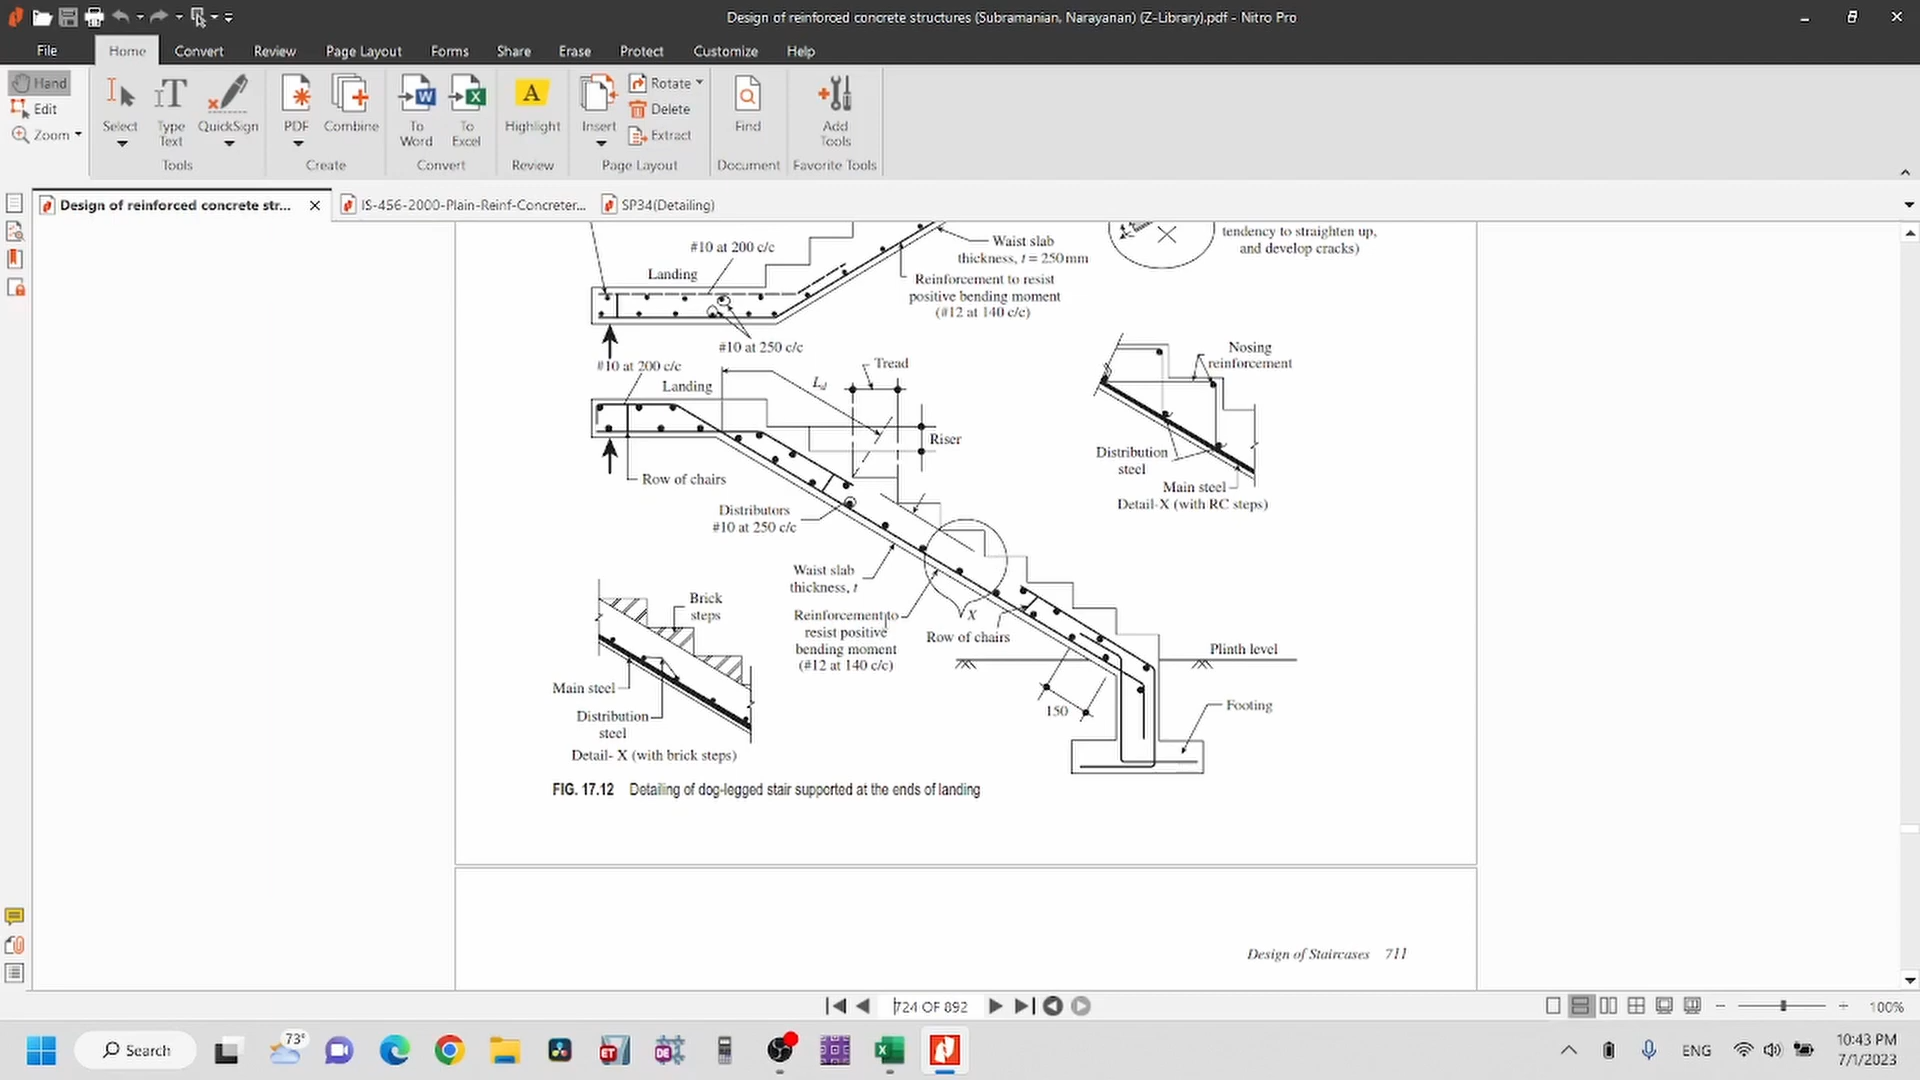 Design of reinforced concrete structures (Subramanian, Narayanan) (Z-Library).pdf - Nitro Pro
File Home Convert Review Page Layout Forms Share Erase Protect Customize Help
Hand
Edit
Zoom
Select
Type Text
QuickSign
Tools
PDF
Combine
Create
To Word
To Excel
Convert
Highlight
Review
Insert
Rotate
Delete
Extract
Page Layout
Find
Document
Add Tools
Favorite Tools
Design of reinforced concrete str...
IS-456-2000-Plain-Reinf-Concreter...
SP34(Detailing)
tendency to straighten up,
and develop cracks)
#10 at 200 c/c
Landing
Waist slab
thickness, t = 250 mm
Reinforcement to resist
positive bending moment
(#12 at 140 c/c)
#10 at 250 c/c
#10 at 200 c/c
Landing
Ld
Tread
Riser
Nosing
reinforcement
Row of chairs
Distribution
steel
Main steel
Detail-X (with RC steps)
Distributors
#10 at 250 c/c
Waist slab
thickness, t
Reinforcement to
resist positive
bending moment
(#12 at 140 c/c)
X
Row of chairs
Plinth level
150
Footing
Brick
steps
Main steel
Distribution
steel
Detail- X (with brick steps)
FIG. 17.12 Detailing of dog-legged stair supported at the ends of landing
Design of Staircases 711
724 OF 892
100%
Search
73°
ET
DE
ENG
10:43 PM
7/1/2023